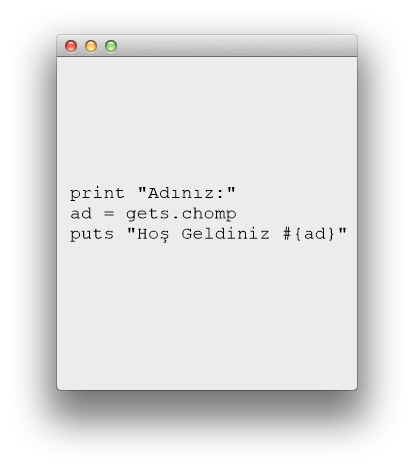 print "Adınız:"
ad = gets.chomp
puts "Hoş Geldiniz #{ad}"